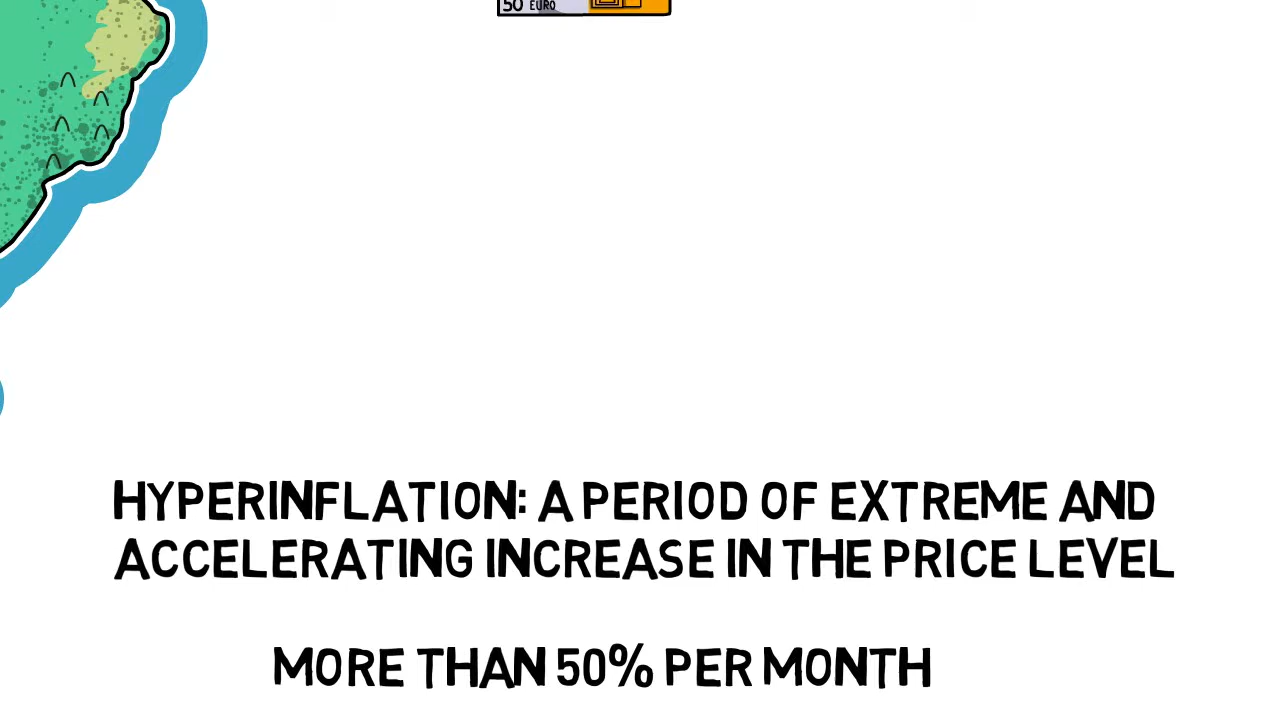 50 EURO
HYPERINFLATION: A PERIOD OF EXTREME AND
ACCELERATING INCREASE IN THE PRICE LEVEL
MORE THAN 50% PER MONTH